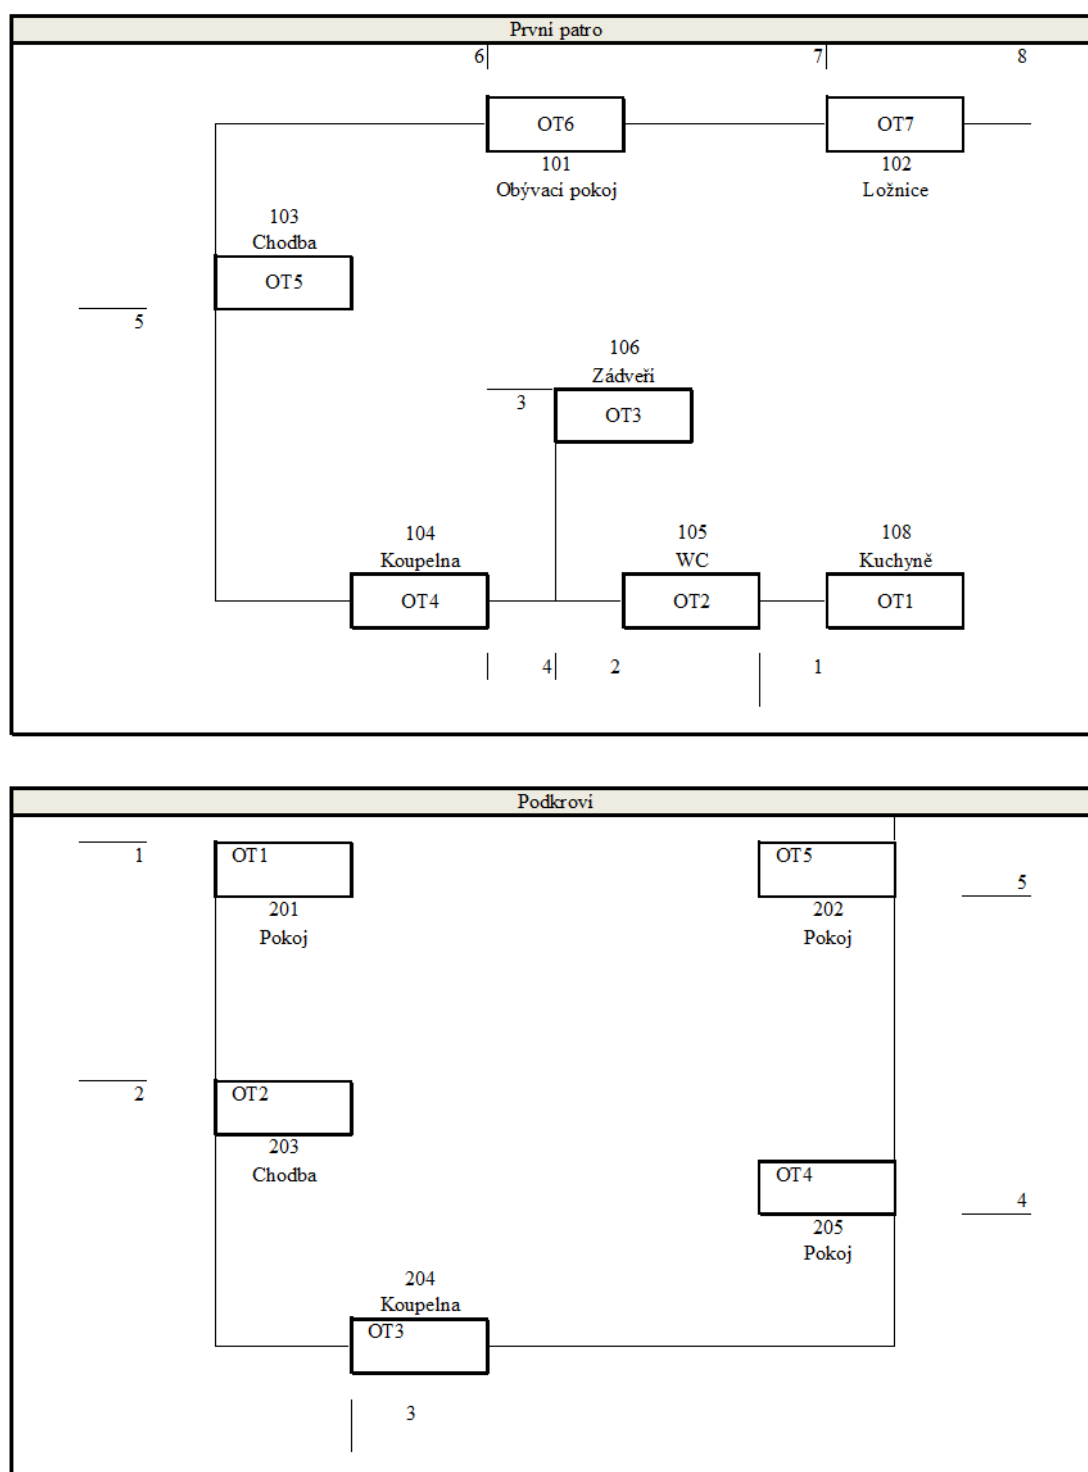 První patro
6 7 8
OT6 OT7
101 102
Obývací pokoj Ložnice
103
Chodba
OT5
5
106
Zádveří
3
OT3
104 105 108
Koupelna WC Kuchyně
OT4 OT2 OT1
4 2 1
Podkroví
1 OT1 OT5
5
201 202
Pokoj Pokoj
2 OT2
203
Chodba
OT4
4
205
Pokoj
204
Koupelna
OT3
3